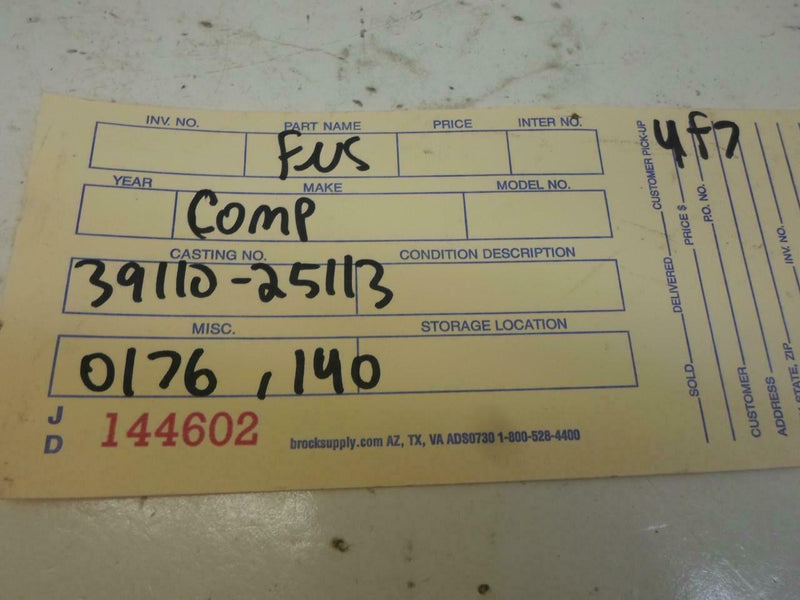 INV. NO. PART NAME PRICE INTER NO.
FUS
YEAR MAKE MODEL NO.
COMP
CASTING NO. CONDITION DESCRIPTION
39110-25113
MISC. STORAGE LOCATION
0176, 140
J D 144602
brocksupply.com AZ, TX, VA ADS0730 1-800-528-4400
4f7
SOLD DELIVERED CUSTOMER PICK-UP
PRICE $
P.O. NO.
CUSTOMER
ADDRESS INV. NO.
STATE, ZIP